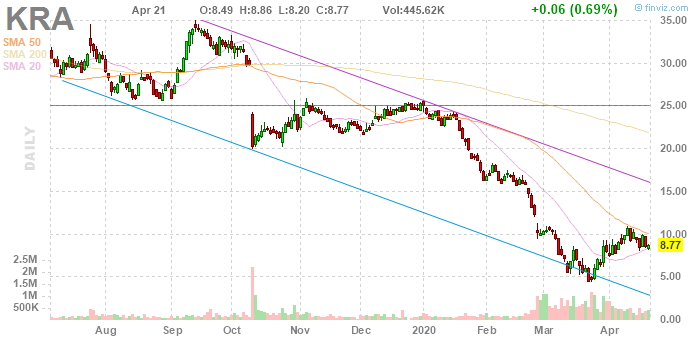 KRA Apr 21 O:8.49 H:8.86 L:8.20 C:8.77 Vol:445.62K +0.06 (0.69%) © finviz.com
SMA 50
SMA 200
SMA 20
35.00
30.00
25.00
20.00
15.00
10.00
8.77
5.00
0.00
DAILY
2.5M
2M
1.5M
1M
500K
Aug Sep Oct Nov Dec 2020 Feb Mar Apr